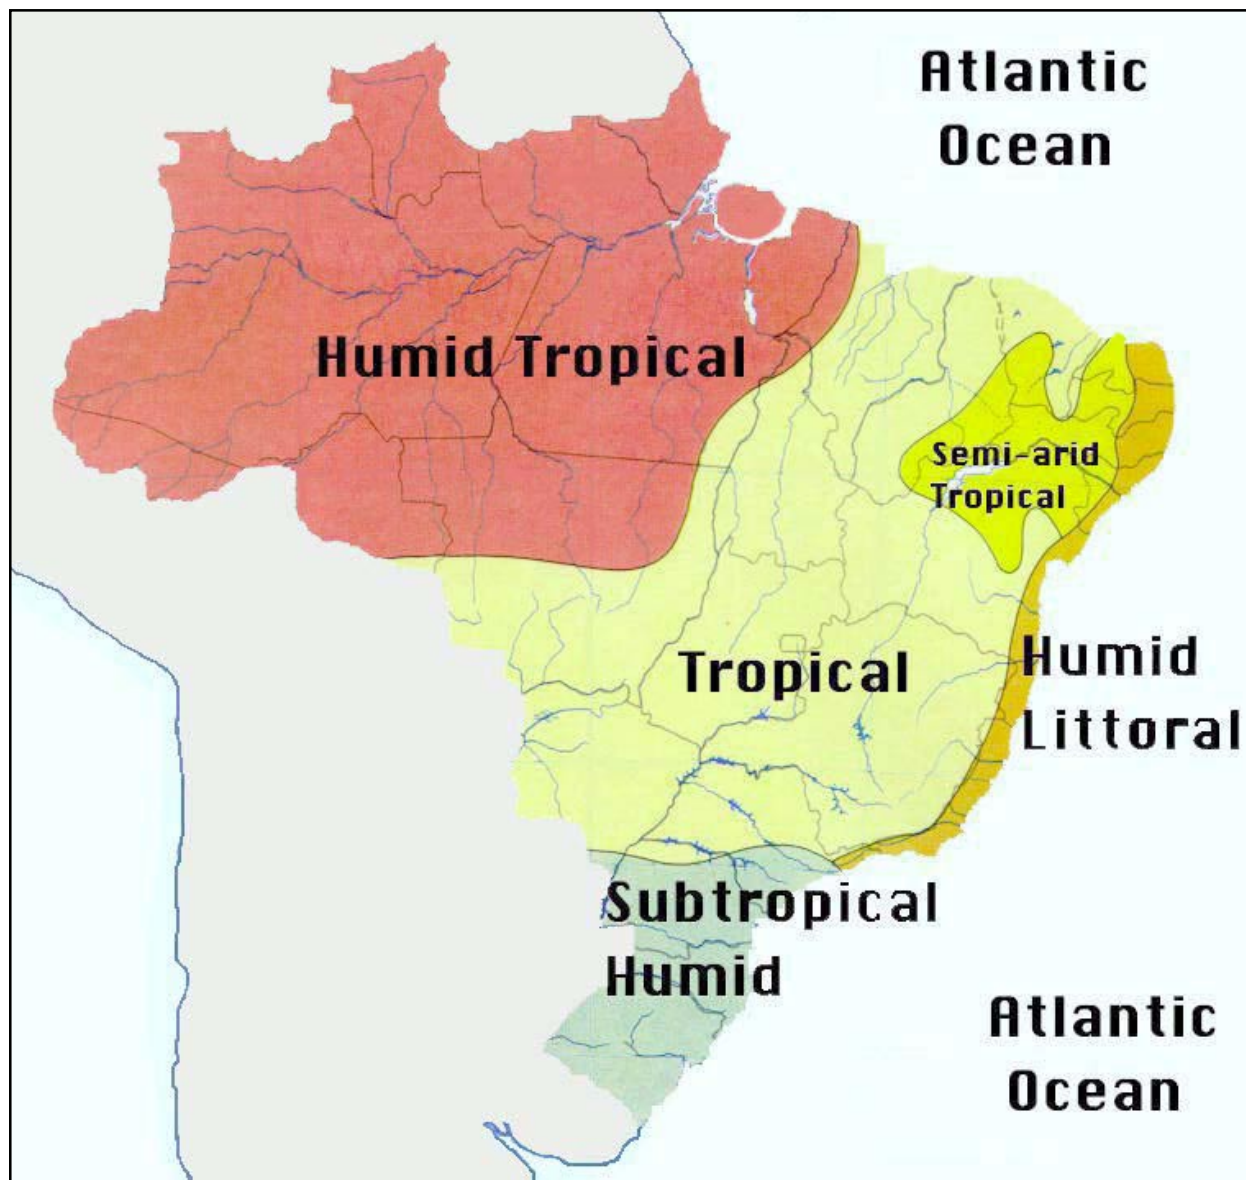 Atlantic
Ocean
Humid Tropical
Semi-arid
Tropical
Tropical
Humid
Littoral
Subtropical
Humid
Atlantic
Ocean